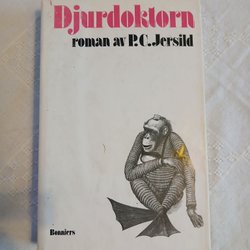 Djurdoktorn
roman av P.C. Jersild
Bonniers